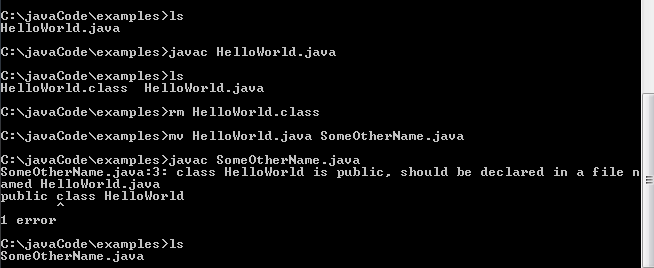 C:\javaCode\examples>ls
HelloWorld.java
C:\javaCode\examples>javac HelloWorld.java
C:\javaCode\examples>ls
HelloWorld.class  HelloWorld.java
C:\javaCode\examples>rm HelloWorld.class
C:\javaCode\examples>mv HelloWorld.java SomeOtherName.java
C:\javaCode\examples>javac SomeOtherName.java
SomeOtherName.java:3: class HelloWorld is public, should be declared in a file n
amed HelloWorld.java
public class HelloWorld
       ^
1 error
C:\javaCode\examples>ls
SomeOtherName.java